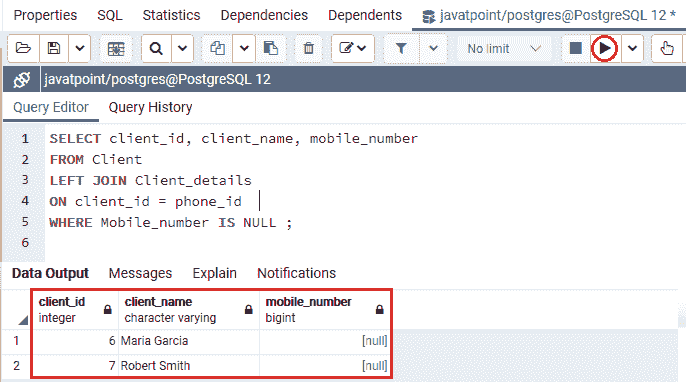 Properties SQL Statistics Dependencies Dependents javatpoint/postgres@PostgreSQL 12 *
No limit
javatpoint/postgres@PostgreSQL 12
Query Editor Query History
1 SELECT client_id, client_name, mobile_number
2 FROM Client
3 LEFT JOIN Client_details
4 ON client_id = phone_id
5 WHERE Mobile_number IS NULL ;
6
Data Output Messages Explain Notifications
client_id client_name mobile_number
integer character varying bigint
1 6 Maria Garcia [null]
2 7 Robert Smith [null]